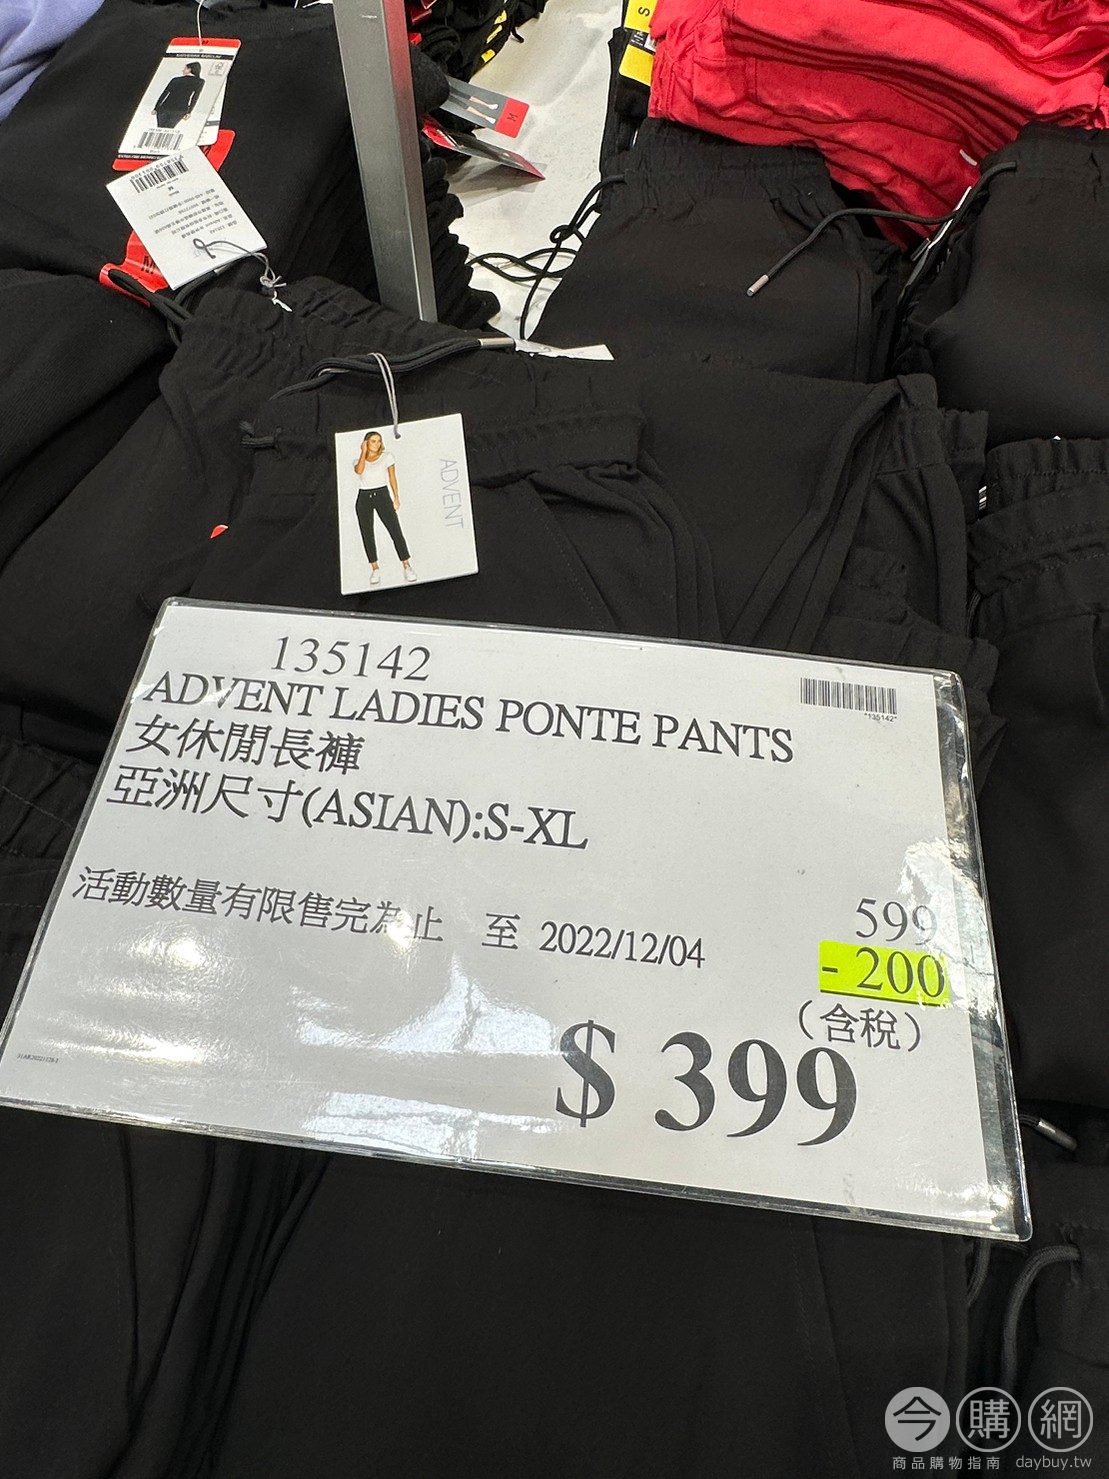 M
M
S
ADVENT
135142
ADVENT LADIES PONTE PANTS
*135142*
女休閒長褲
亞洲尺寸(ASIAN):S-XL
活動數量有限售完為止 至 2022/12/04
599
- 200
(含稅)
$ 399
今購網
商品購物指南 daybuy.tw